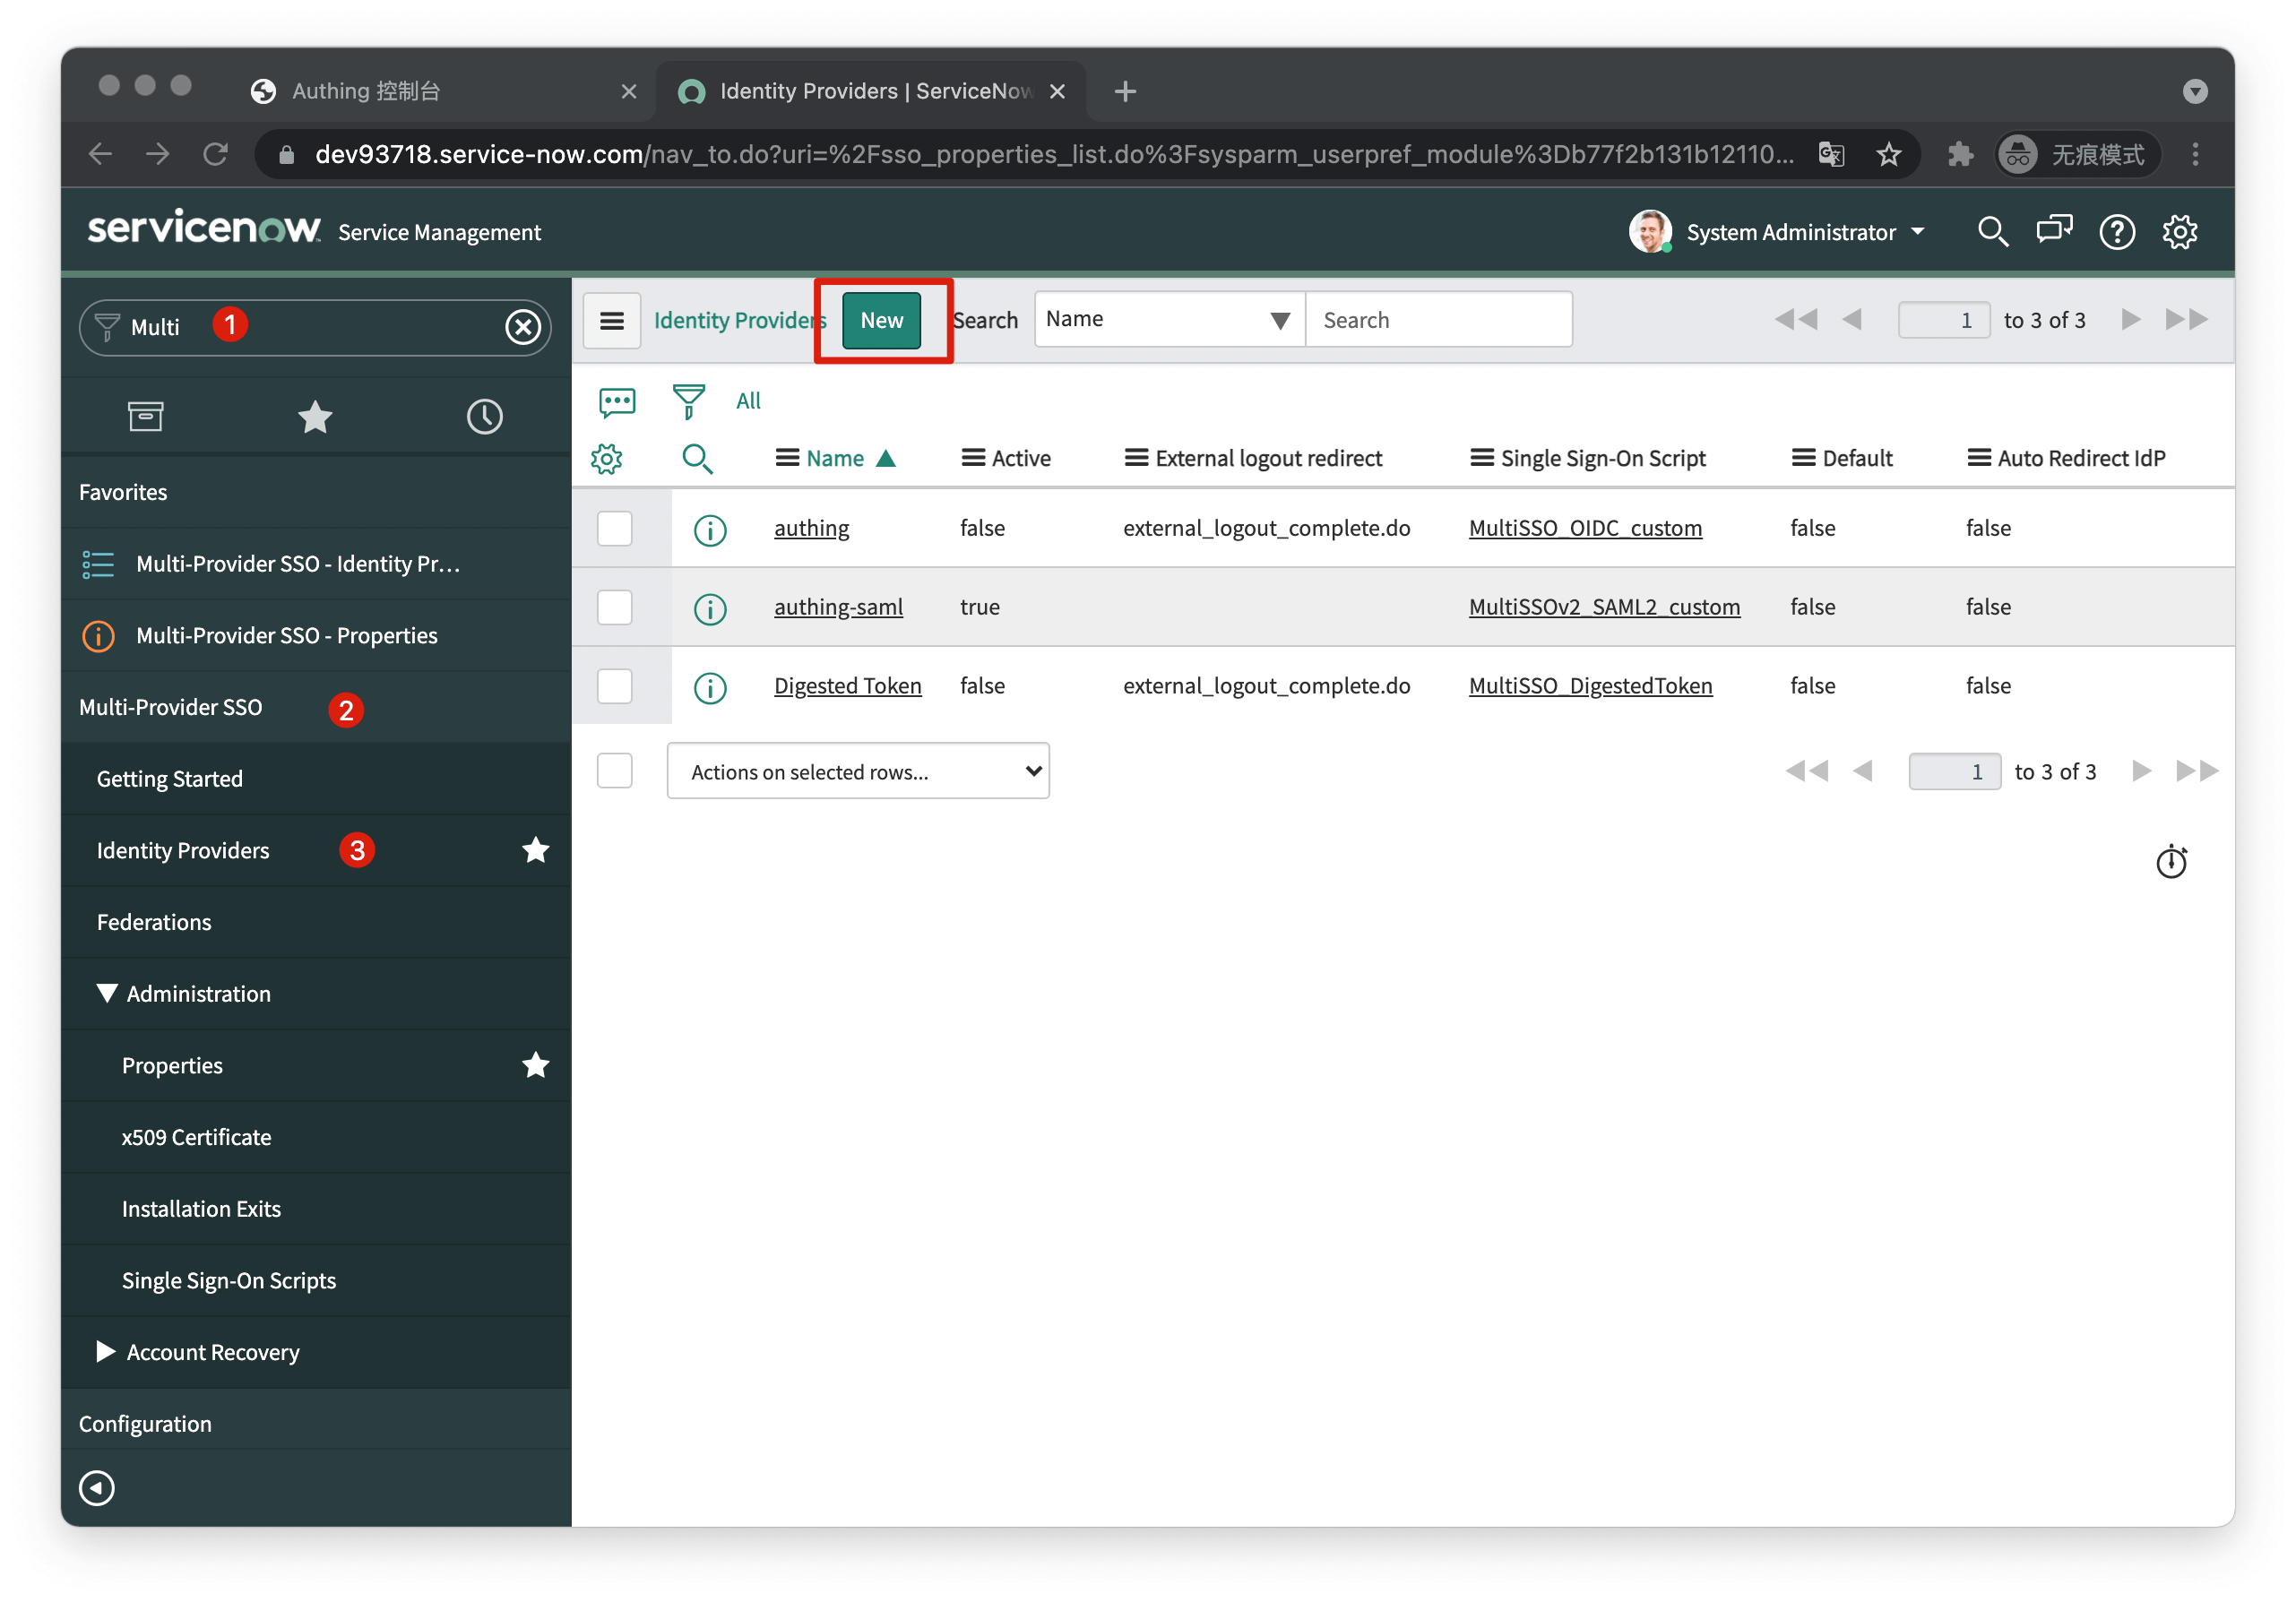 Authing 控制台
Identity Providers | ServiceNow
dev93718.service-now.com/nav_to.do?uri=%2Fsso_properties_list.do%3Fsysparm_userpref_module%3Db77f2b131b12110...
无痕模式
servicenow Service Management
System Administrator
Multi 1
Identity Providers New Search Name Search 1 to 3 of 3
All
Name Active External logout redirect Single Sign-On Script Default Auto Redirect IdP
authing false external_logout_complete.do MultiSSO_OIDC_custom false false
authing-saml true MultiSSOv2_SAML2_custom false false
Digested Token false external_logout_complete.do MultiSSO_DigestedToken false false
Actions on selected rows... 1 to 3 of 3
Favorites
Multi-Provider SSO - Identity Pr...
Multi-Provider SSO - Properties
Multi-Provider SSO 2
Getting Started
Identity Providers 3
Federations
Administration
Properties
x509 Certificate
Installation Exits
Single Sign-On Scripts
Account Recovery
Configuration